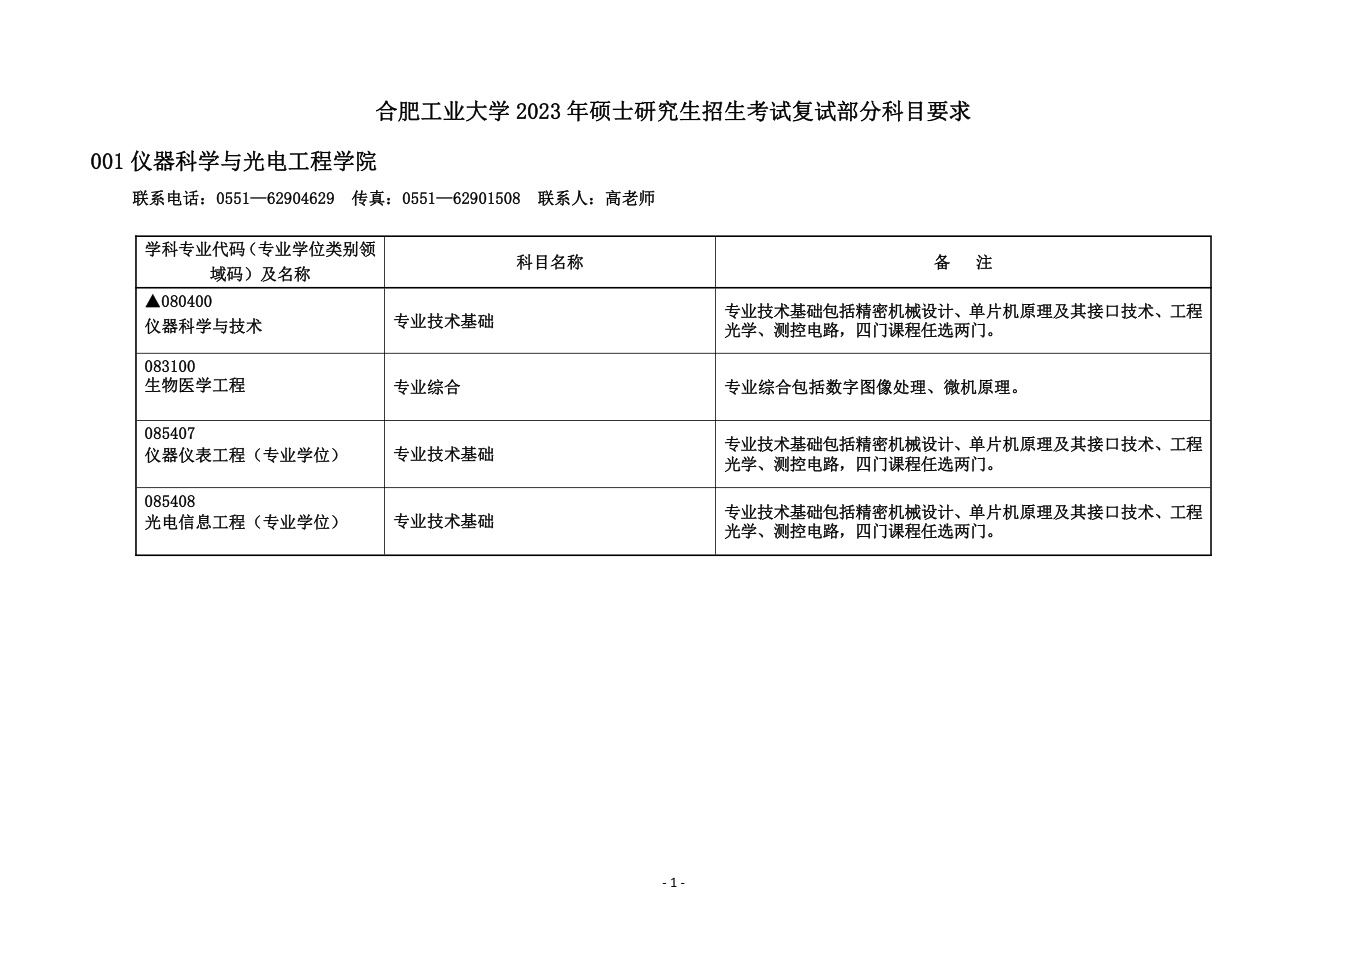 合肥工业大学 2023 年硕士研究生招生考试复试部分科目要求
001 仪器科学与光电工程学院
联系电话：0551—62904629 传真：0551—62901508 联系人：高老师
学科专业代码（专业学位类别领
域码）及名称
科目名称
备 注
▲080400
仪器科学与技术
专业技术基础
专业技术基础包括精密机械设计、单片机原理及其接口技术、工程
光学、测控电路，四门课程任选两门。
083100
生物医学工程
专业综合
专业综合包括数字图像处理、微机原理。
085407
仪器仪表工程（专业学位）
专业技术基础
专业技术基础包括精密机械设计、单片机原理及其接口技术、工程
光学、测控电路，四门课程任选两门。
085408
光电信息工程（专业学位）
专业技术基础
专业技术基础包括精密机械设计、单片机原理及其接口技术、工程
光学、测控电路，四门课程任选两门。
- 1 -